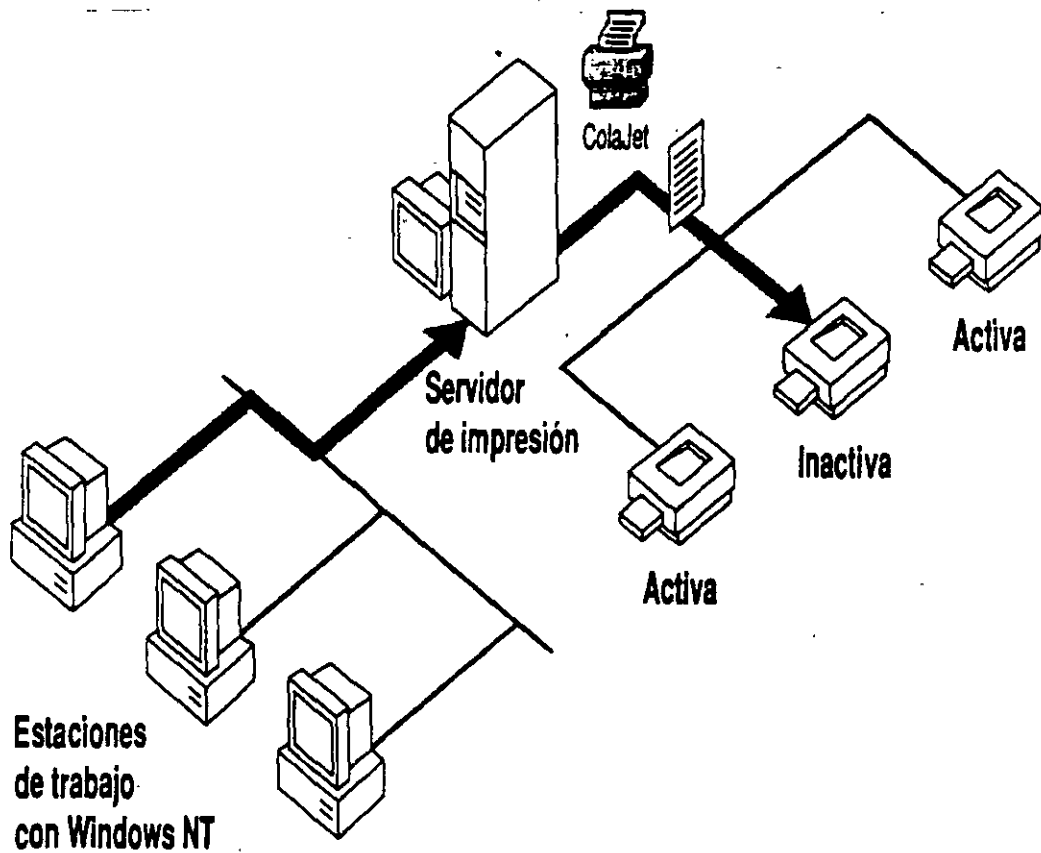 ColaJet
Activa
Servidor
de impresión
Inactiva
Activa
Estaciones
de trabajo
con Windows NT